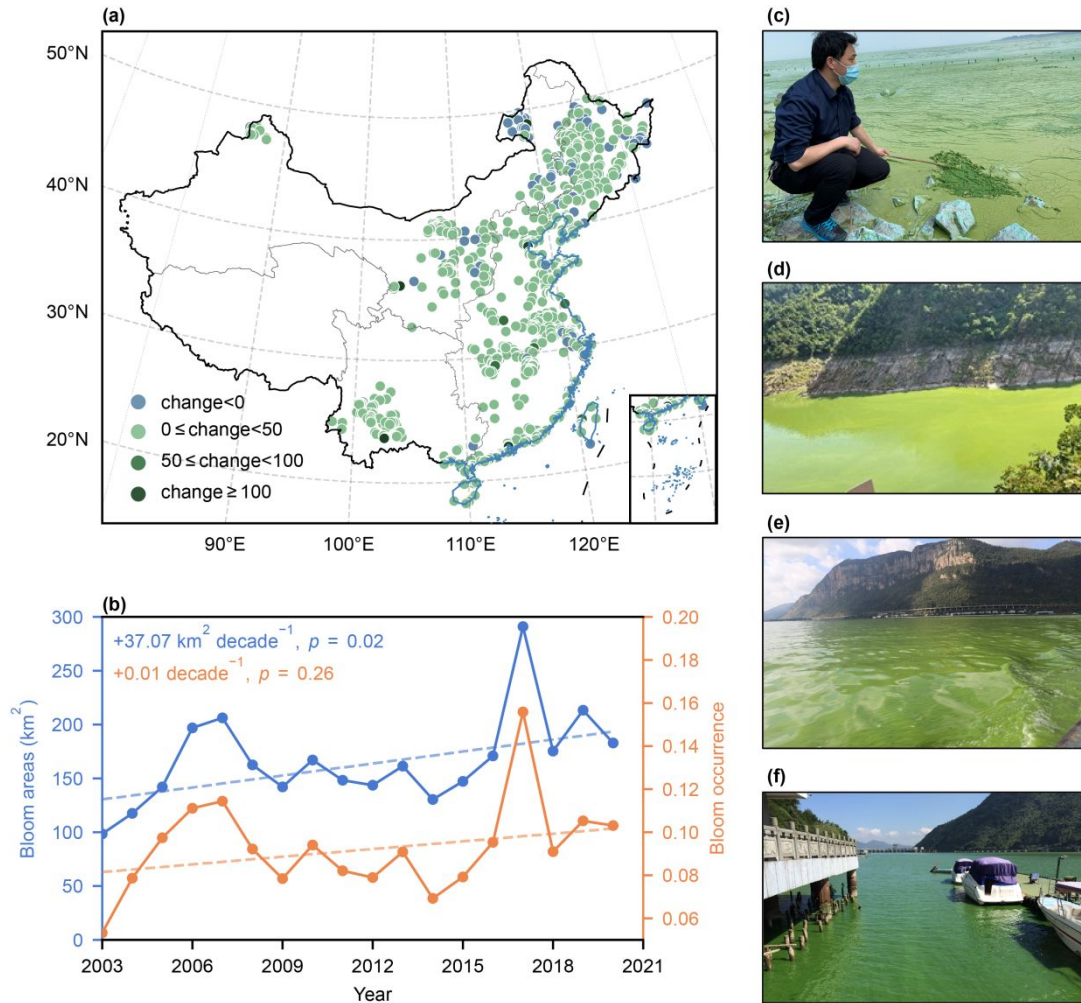 (a)
50°N
40°N
30°N
20°N
change<0
0 ≤ change<50
50 ≤ change<100
change ≥ 100
90°E
100°E
110°E
120°E
(b)
300
250
200
150
100
50
0
Bloom areas (km²)
+37.07 km² decade⁻¹, p = 0.02
+0.01 decade⁻¹, p = 0.26
0.20
0.18
0.16
0.14
0.12
0.10
0.08
0.06
Bloom occurrence
2003
2006
2009
2012
2015
2018
2021
Year
(c)
(d)
(e)
(f)